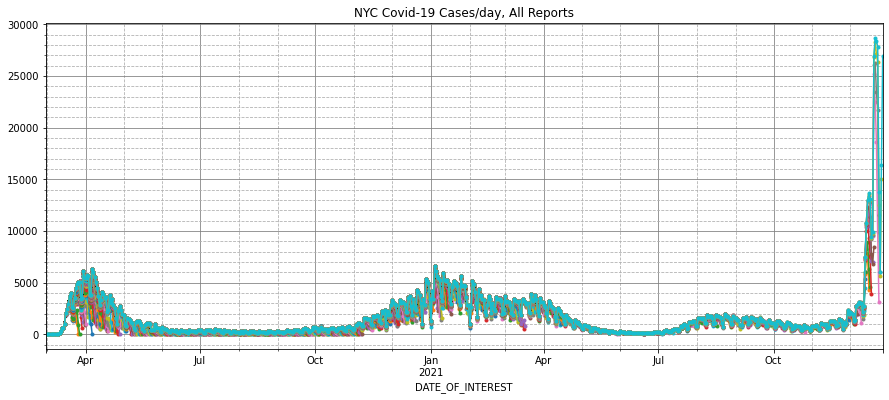 NYC Covid-19 Cases/day, All Reports
30000
25000
20000
15000
10000
5000
0
Apr Jul Oct Jan Apr Jul Oct
2021
DATE_OF_INTEREST